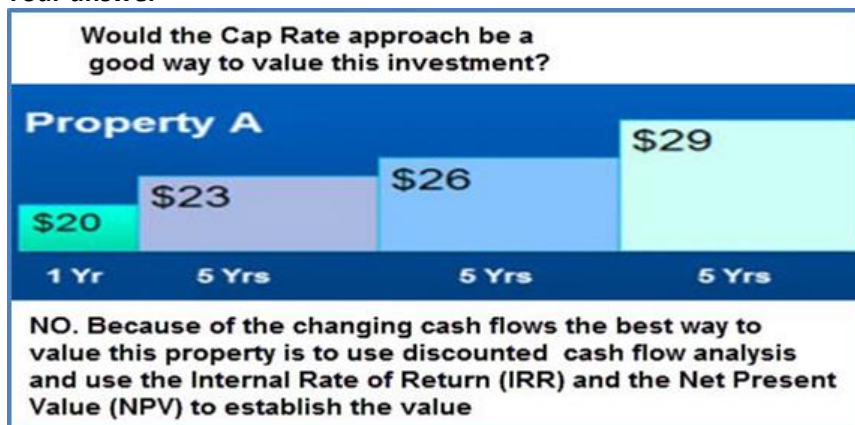 Would the Cap Rate approach be a
good way to value this investment?
Property A
$20
$23
$26
$29
1 Yr
5 Yrs
5 Yrs
5 Yrs
NO. Because of the changing cash flows the best way to
value this property is to use discounted cash flow analysis
and use the Internal Rate of Return (IRR) and the Net Present
Value (NPV) to establish the value